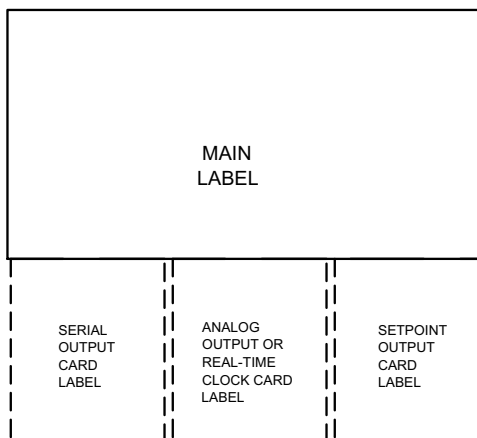 MAIN
LABEL
SERIAL
OUTPUT
CARD
LABEL
ANALOG
OUTPUT OR
REAL-TIME
CLOCK CARD
LABEL
SETPOINT
OUTPUT
CARD
LABEL